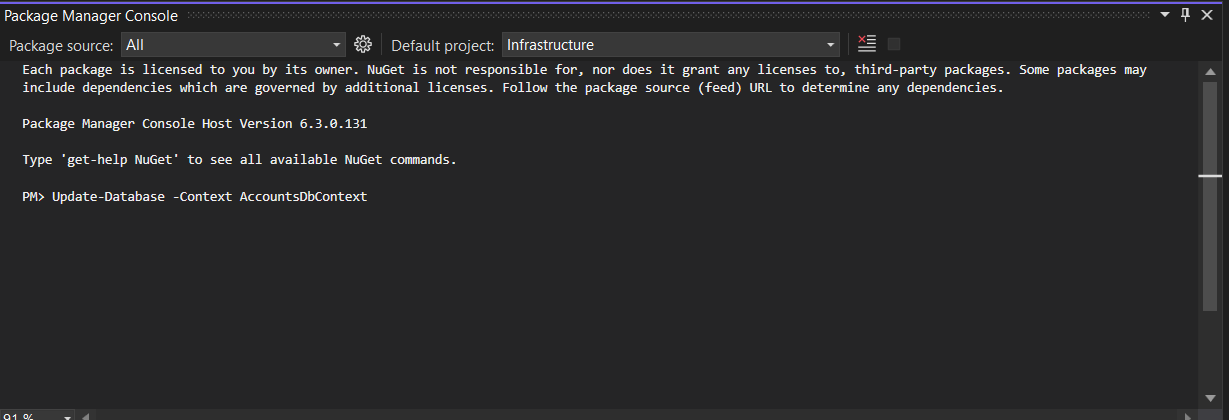 Package Manager Console
Package source: All Default project: Infrastructure
Each package is licensed to you by its owner. NuGet is not responsible for, nor does it grant any licenses to, third-party packages. Some packages may
include dependencies which are governed by additional licenses. Follow the package source (feed) URL to determine any dependencies.
Package Manager Console Host Version 6.3.0.131
Type 'get-help NuGet' to see all available NuGet commands.
PM> Update-Database -Context AccountsDbContext
91 %